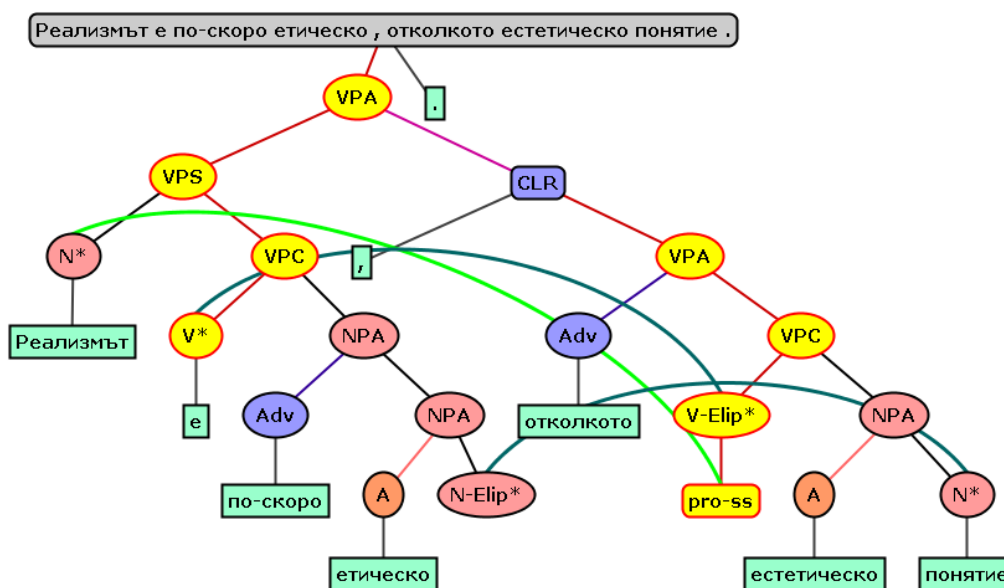 Реализмът е по-скоро етическо , отколкото естетическо понятие .
VPA
.
VPS
CLR
N*
VPC
,
VPA
Реализмът
V*
NPA
Adv
VPC
е
Adv
NPA
отколкото
V-Elip*
NPA
по-скоро
A
N-Elip*
pro-ss
A
N*
етическо
естетическо
понятие